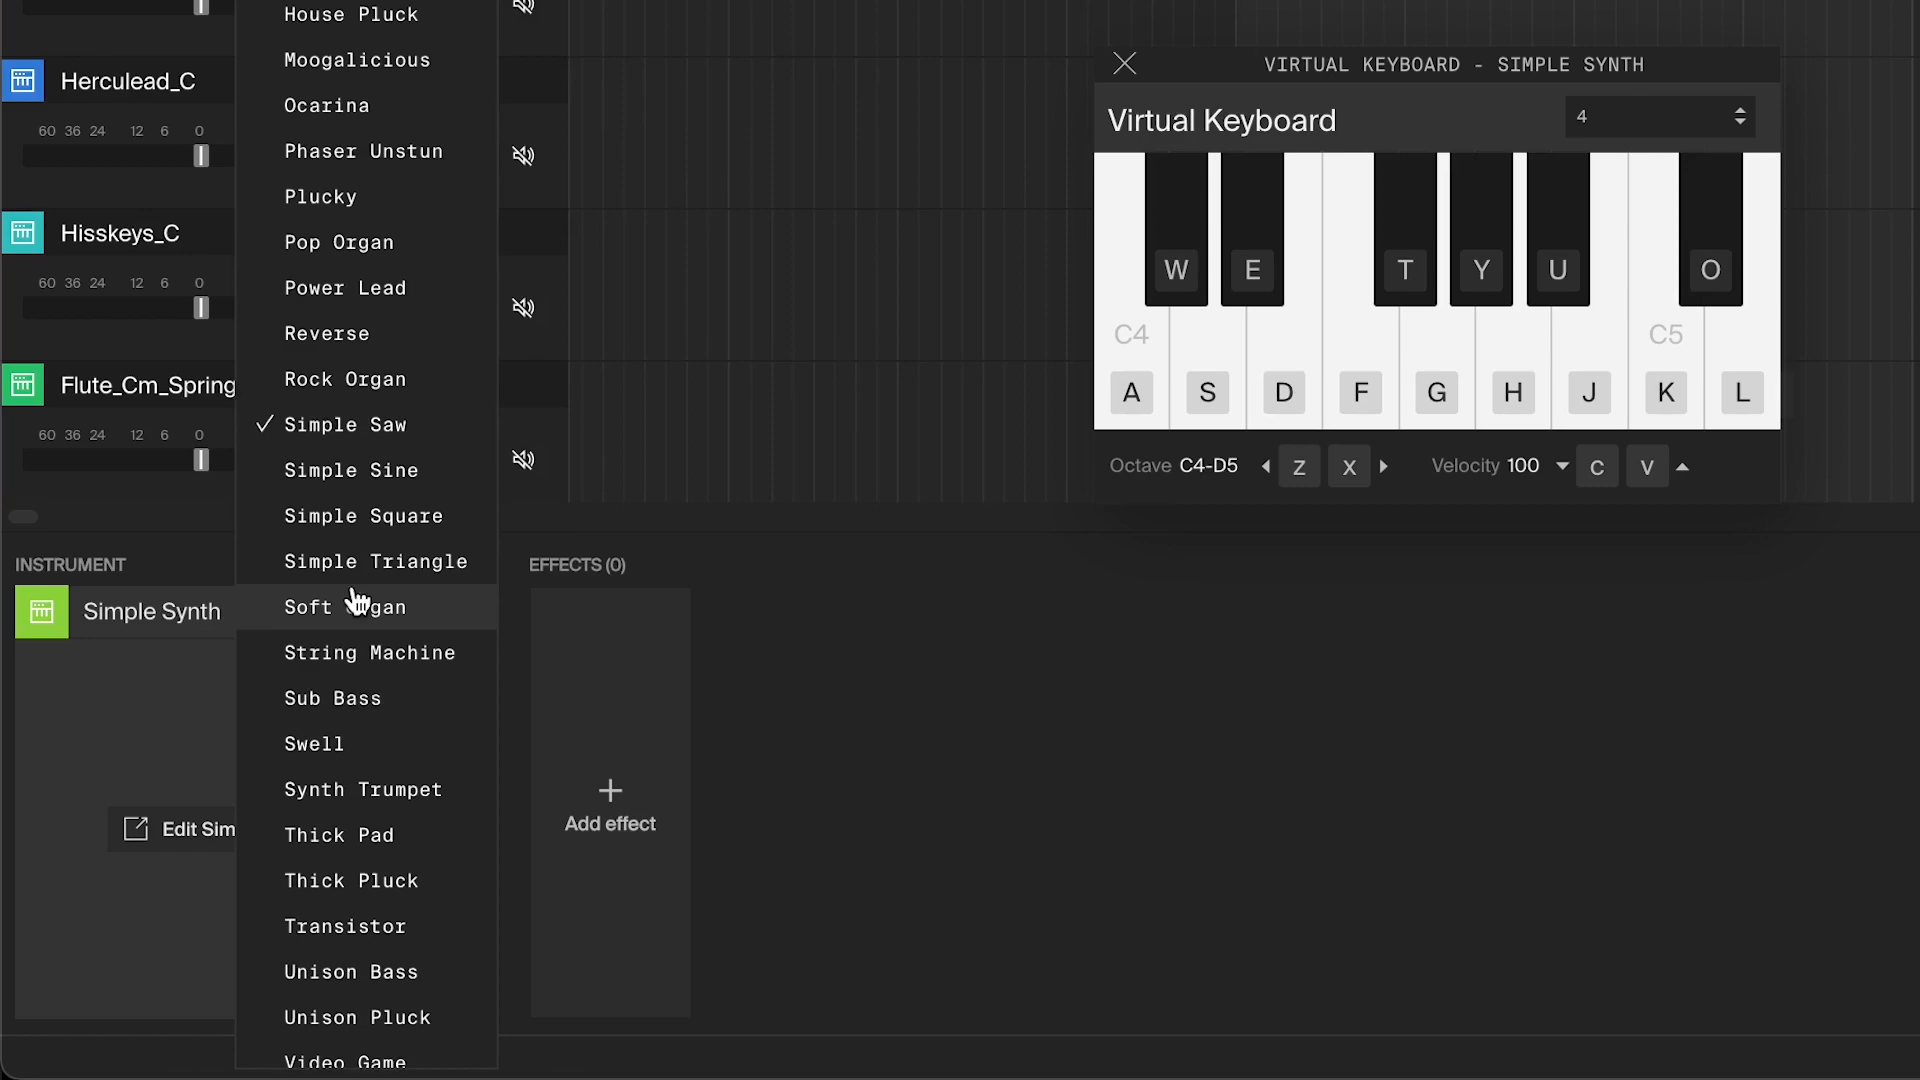 Herculead_C
60 36 24 12 6 0
Hisskeys_C
60 36 24 12 6 0
Flute_Cm_Spring
60 36 24 12 6 0
INSTRUMENT
Simple Synth
Edit Sim
House Pluck
Moogalicious
Ocarina
Phaser Unstun
Plucky
Pop Organ
Power Lead
Reverse
Rock Organ
Simple Saw
Simple Sine
Simple Square
Simple Triangle
Soft gan
String Machine
Sub Bass
Swell
Synth Trumpet
Thick Pad
Thick Pluck
Transistor
Unison Bass
Unison Pluck
Video Game
EFFECTS (0)
Add effect
VIRTUAL KEYBOARD - SIMPLE SYNTH
Virtual Keyboard 4
W E T Y U O
C4 C5
A S D F G H J K L
Octave C4-D5 Z X Velocity 100 C V